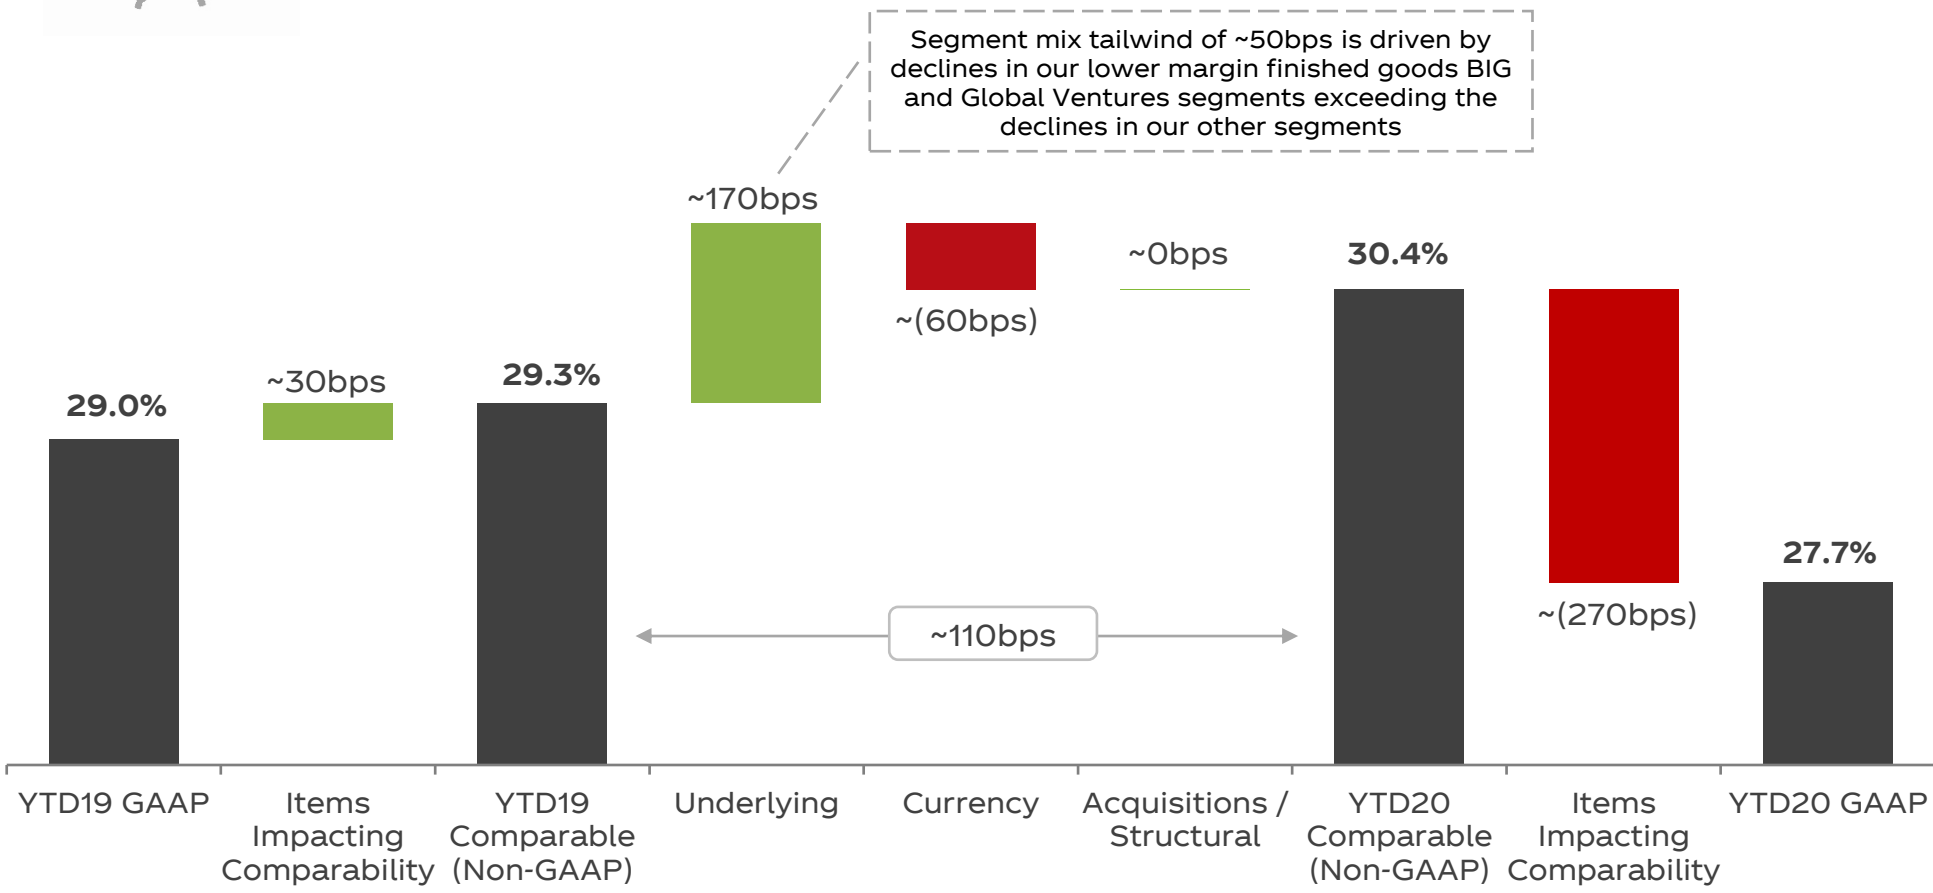 Segment mix tailwind of ~50bps is driven by
declines in our lower margin finished goods BIG
and Global Ventures segments exceeding the
declines in our other segments
~170bps
~(60bps)
~0bps
30.4%
29.0%
~30bps
29.3%
~110bps
~(270bps)
27.7%
YTD19 GAAP
Items
Impacting
Comparability
YTD19
Comparable
(Non-GAAP)
Underlying
Currency
Acquisitions /
Structural
YTD20
Comparable
(Non-GAAP)
Items
Impacting
Comparability
YTD20 GAAP